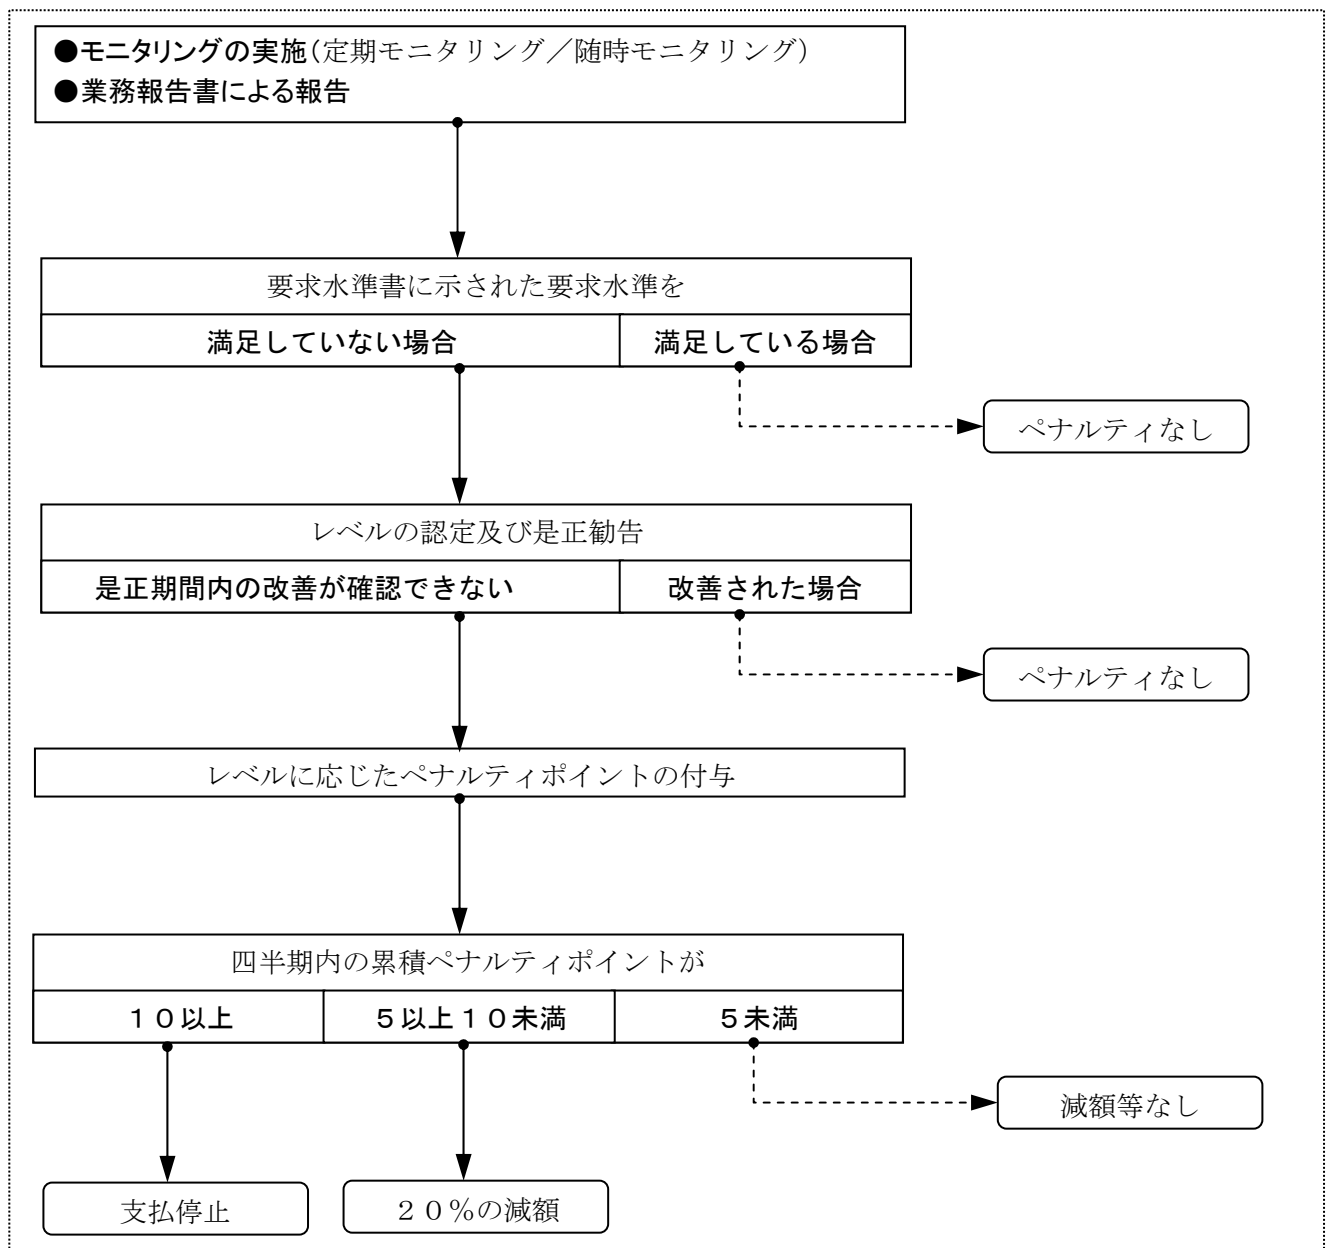 ●モニタリングの実施（定期モニタリング／随時モニタリング）
●業務報告書による報告
要求水準書に示された要求水準を
満足していない場合
満足している場合
ペナルティなし
レベルの認定及び是正勧告
是正期間内の改善が確認できない
改善された場合
ペナルティなし
レベルに応じたペナルティポイントの付与
四半期内の累積ペナルティポイントが
１０以上
５以上１０未満
５未満
減額等なし
支払停止
２０％の減額